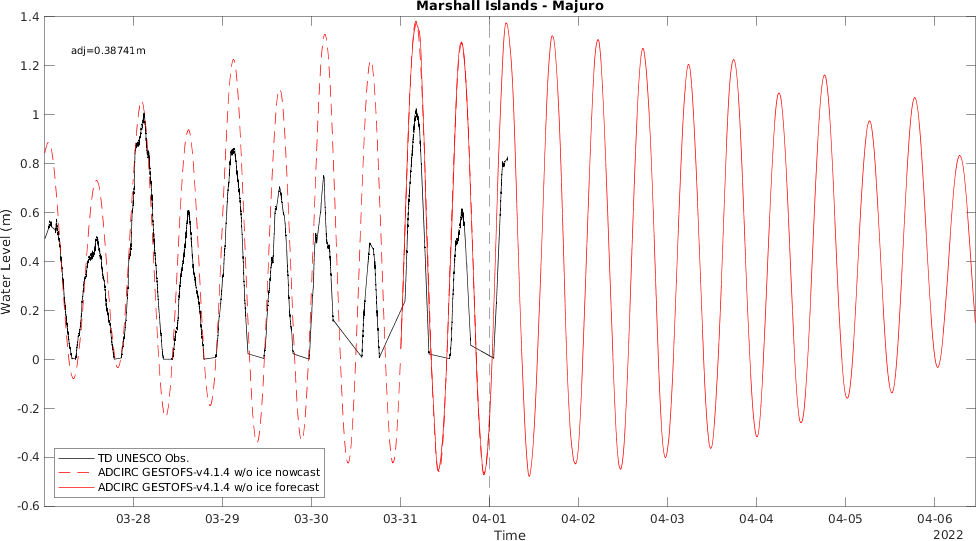 Marshall Islands - Majuro
adj=0.38741m
Water Level (m)
1.4
1.2
1
0.8
0.6
0.4
0.2
0
-0.2
-0.4
-0.6
TD UNESCO Obs.
ADCIRC GESTOFS-v4.1.4 w/o ice nowcast
ADCIRC GESTOFS-v4.1.4 w/o ice forecast
03-28 03-29 03-30 03-31 04-01 04-02 04-03 04-04 04-05 04-06
Time
2022